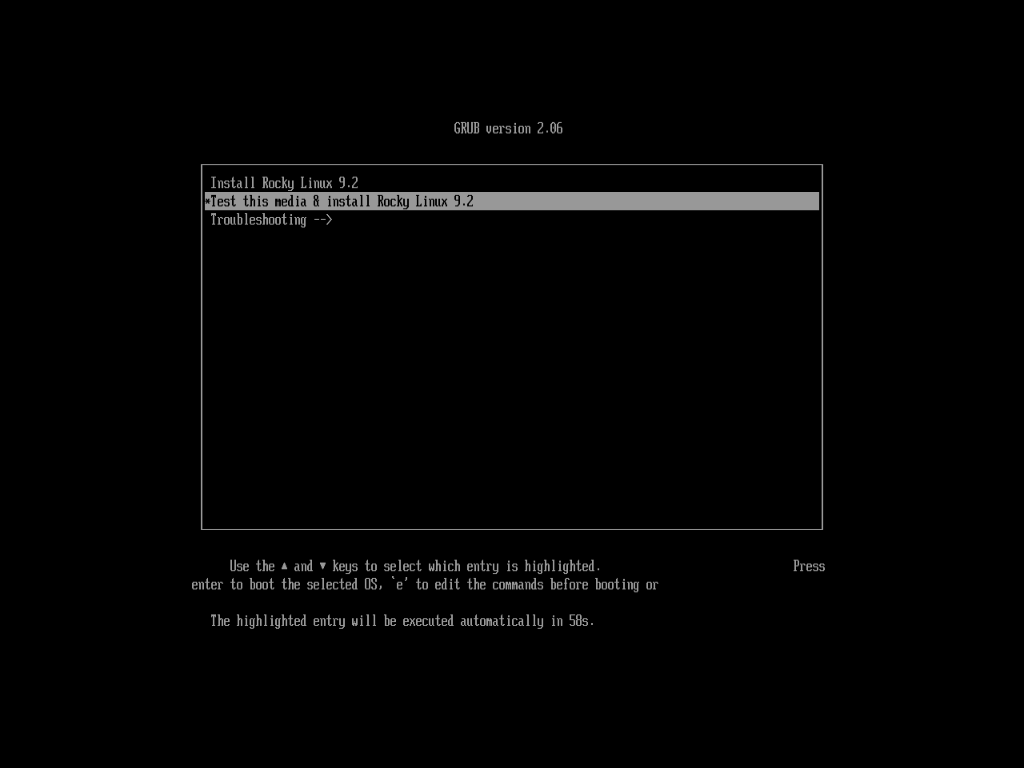 GRUB version 2.06
Install Rocky Linux 9.2
*Test this media & install Rocky Linux 9.2
Troubleshooting -->
Use the ▲ and ▼ keys to select which entry is highlighted. Press
enter to boot the selected OS, `e' to edit the commands before booting or
The highlighted entry will be executed automatically in 58s.